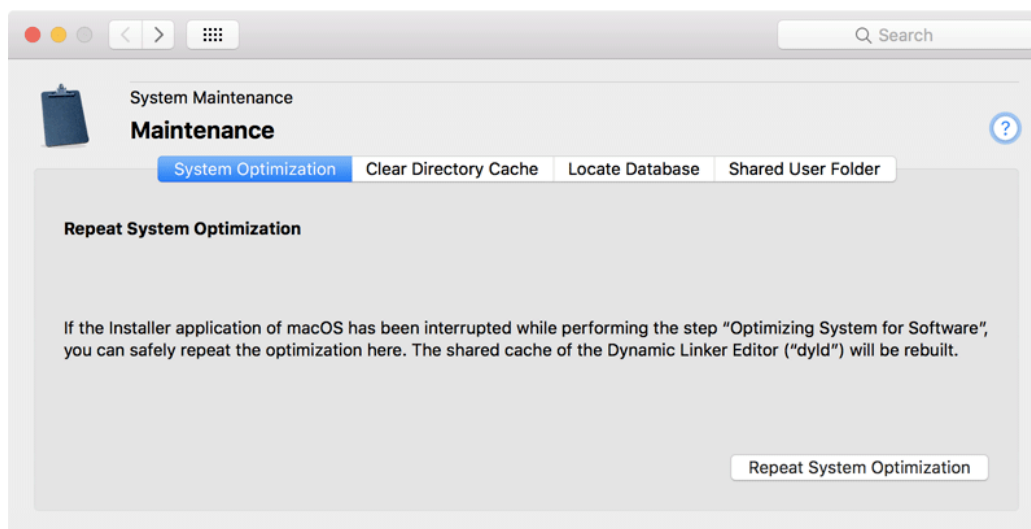 Search
System Maintenance
Maintenance
?
System Optimization Clear Directory Cache Locate Database Shared User Folder
Repeat System Optimization
If the Installer application of macOS has been interrupted while performing the step “Optimizing System for Software”,
you can safely repeat the optimization here. The shared cache of the Dynamic Linker Editor (“dyld”) will be rebuilt.
Repeat System Optimization